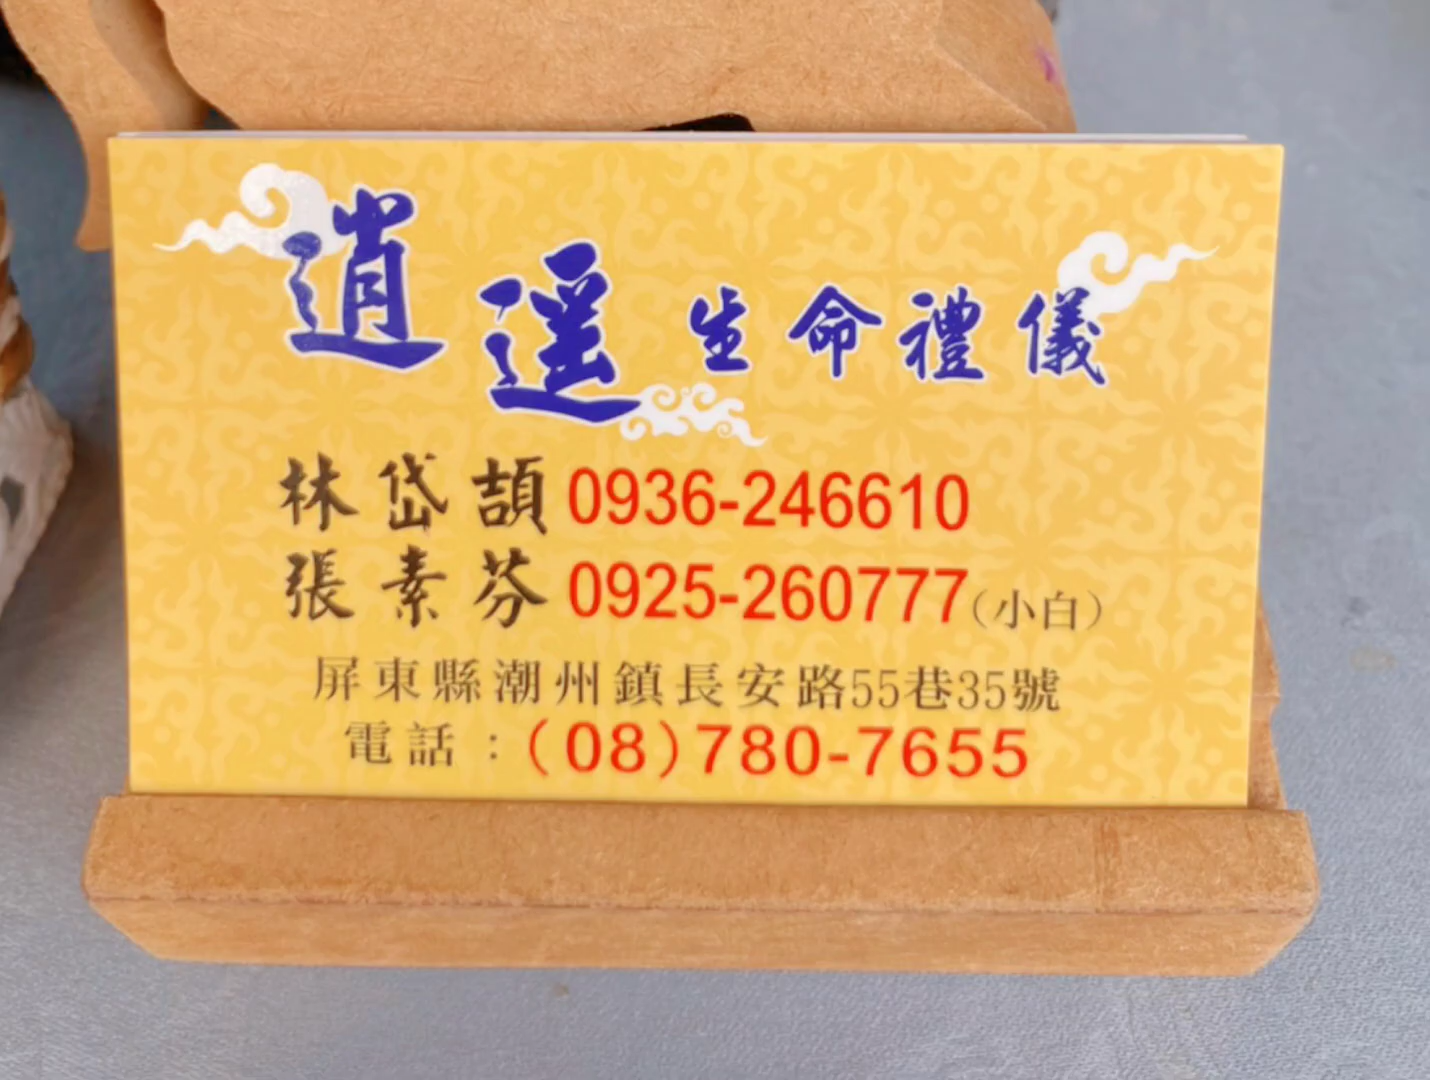 逍遥生命禮儀
林岱頡 0936-246610
張素芬 0925-260777(小白)
屏東縣潮州鎮長安路55巷35號
電話:(08)780-7655